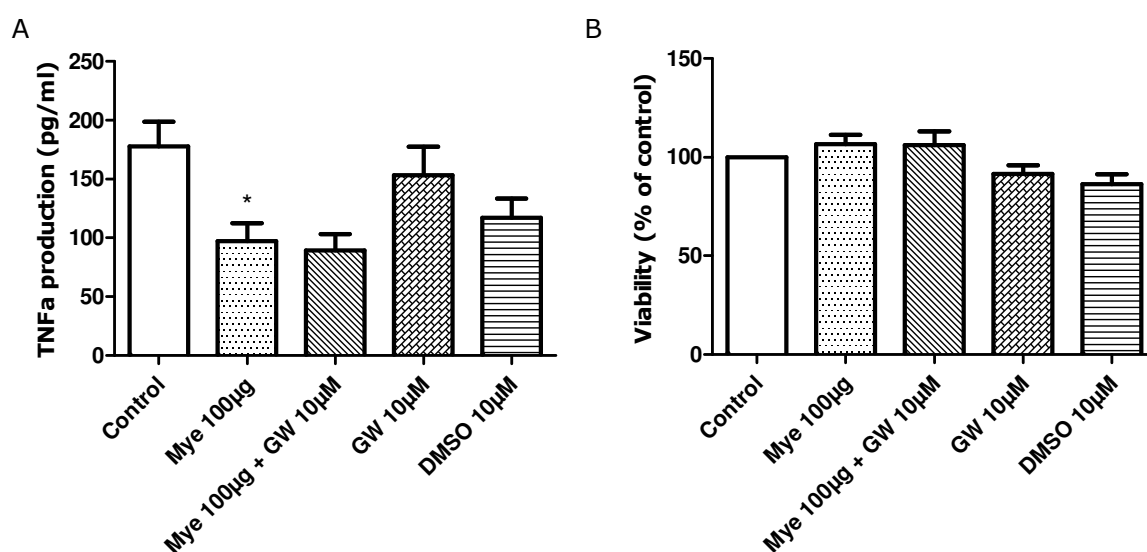 A
TNFa production (pg/ml)
250
200
150
100
50
0
*
Control
Mye 100µg
Mye 100µg + GW 10µM
GW 10µM
DMSO 10µM
B
Viability (% of control)
150
100
50
0
Control
Mye 100µg
Mye 100µg + GW 10µM
GW 10µM
DMSO 10µM